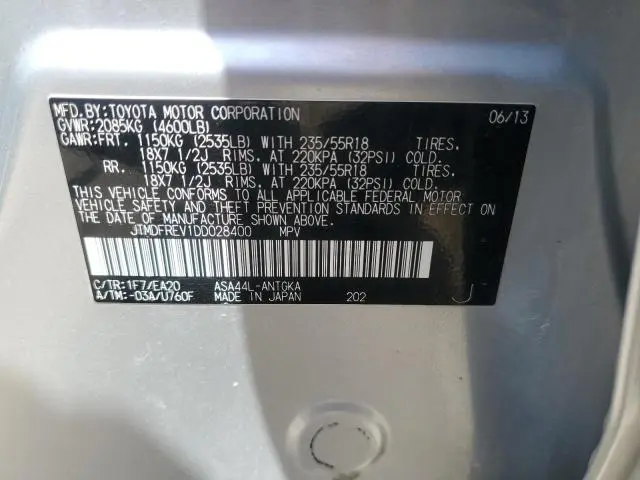 MFD.BY:TOYOTA MOTOR CORPORATION 06/13
GVWR:2085KG (4600LB)
GAWR:FRT. 1150KG (2535LB) WITH 235/55R18 TIRES.
18X7 1/2J RIMS. AT 220KPA (32PSI) COLD.
RR. 1150KG (2535LB) WITH 235/55R18 TIRES.
18X7 1/2J RIMS. AT 220KPA (32PSI) COLD.
THIS VEHICLE CONFORMS TO ALL APPLICABLE FEDERAL MOTOR
VEHICLE SAFETY AND THEFT PREVENTION STANDARDS IN EFFECT ON
THE DATE OF MANUFACTURE SHOWN ABOVE.
JTMDFREV1DD028400 MPV
C/TR:1F7/EA20 ASA44L-ANTGKA
A/TM:-03A/U760F MADE IN JAPAN 202 J